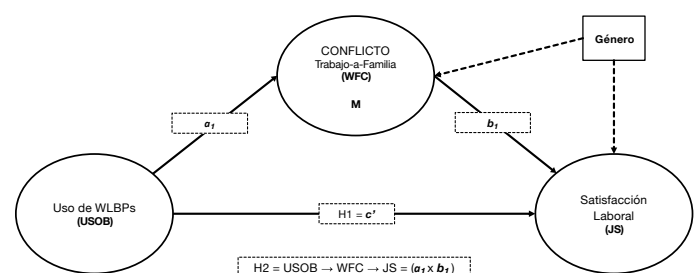 CONFLICTO
Trabajo-a-Familia
(WFC)
M
Género
a₁
b₁
Uso de WLBPs
(USOB)
H1 = c'
Satisfacción
Laboral
(JS)
H2 = USOB → WFC → JS = (a₁ x b₁)